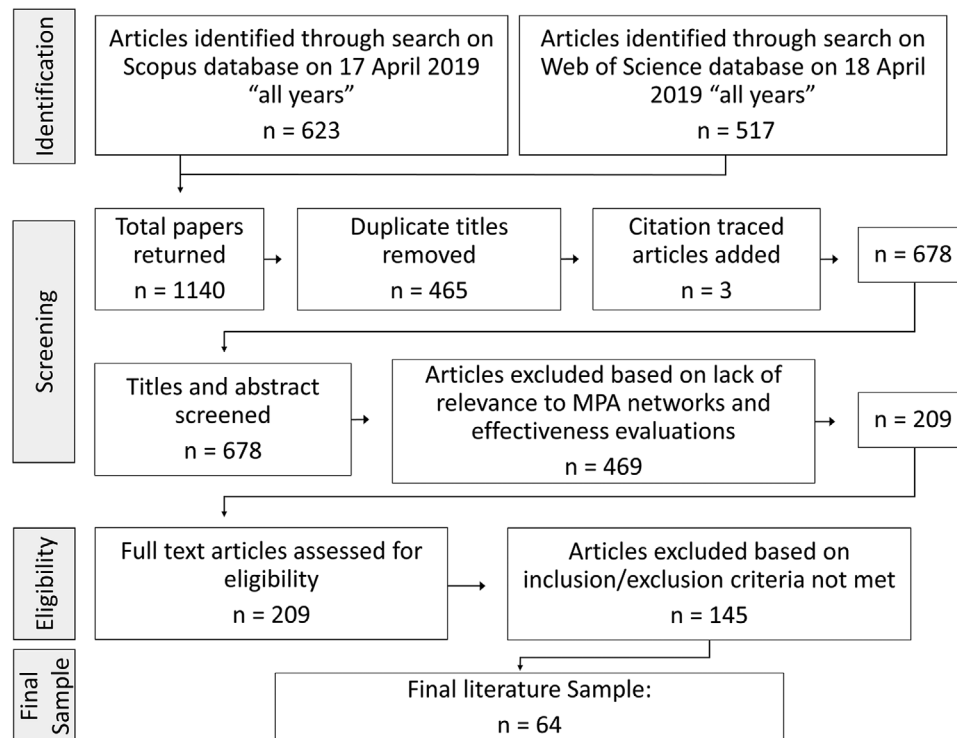 Identification
Articles identified through search on
Scopus database on 17 April 2019
“all years”
n = 623
Articles identified through search on
Web of Science database on 18 April
2019 “all years”
n = 517
Screening
Total papers
returned
n = 1140
Duplicate titles
removed
n = 465
Citation traced
articles added
n = 3
n = 678
Titles and abstract
screened
n = 678
Articles excluded based on lack of
relevance to MPA networks and
effectiveness evaluations
n = 469
n = 209
Eligibility
Full text articles assessed for
eligibility
n = 209
Articles excluded based on
inclusion/exclusion criteria not met
n = 145
Final
Sample
Final literature Sample:
n = 64